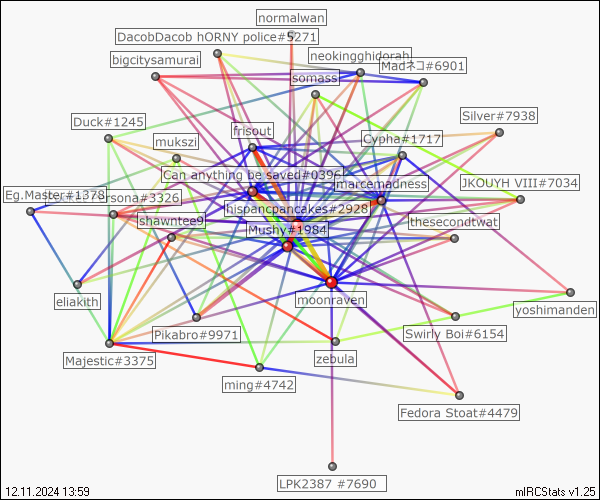 normalwan
DacobDacob hORNY police#5271
neokingghidorah
bigcitysamurai
Madネコ#6901
somass
Silver#7938
Duck#1245
frisout
mukszi
Cypha#1717
Can anything be saved#0396
marcemadness
JKOUYH VIII#7034
Eg.Master#1378
rsona#3326
hispancpancakes#2928
shawntee9
thesecondtwat
Mushy#1984
eliakith
moonraven
yoshimanden
Pikabro#9971
Swirly Boi#6154
Majestic#3375
zebula
ming#4742
Fedora Stoat#4479
LPK2387 #7690
12.11.2024 13:59
mIRCStats v1.25